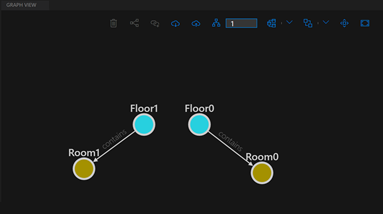 GRAPH VIEW
1
Floor1
Floor0
contains
contains
Room1
Room0